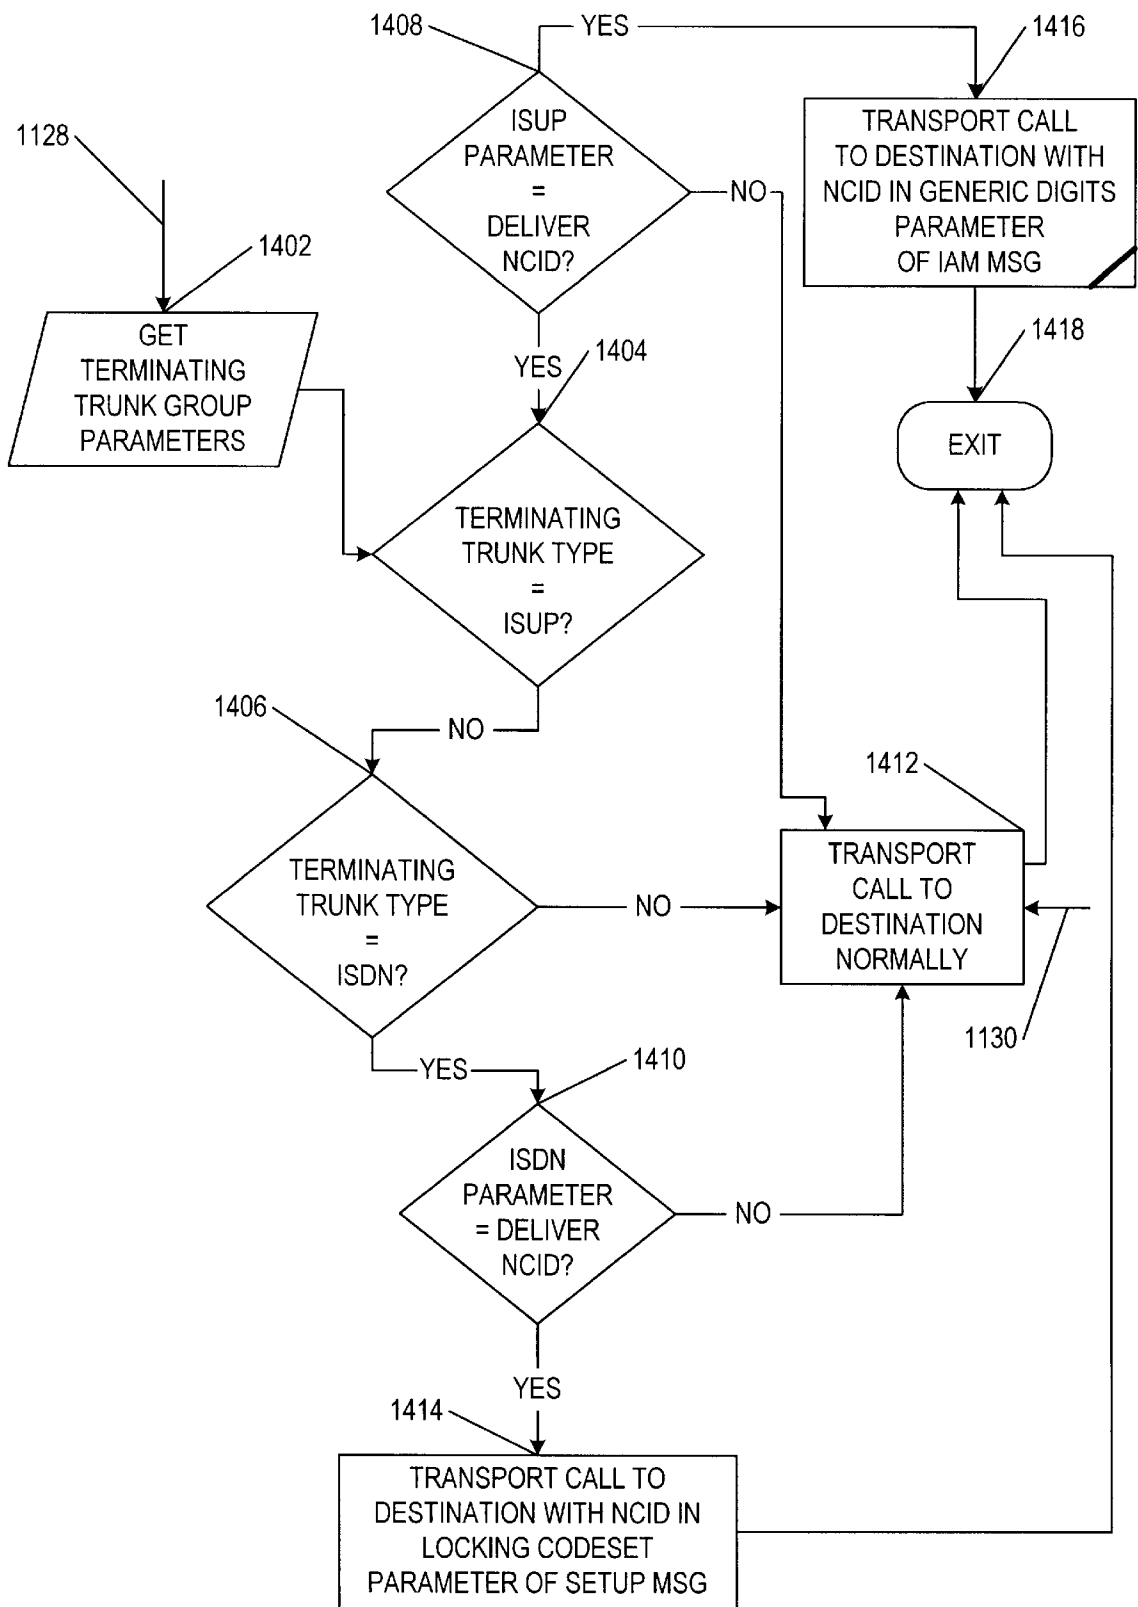 1408
YES
1416
ISUP
PARAMETER
=
DELIVER
NCID?
NO
TRANSPORT CALL
TO DESTINATION WITH
NCID IN GENERIC DIGITS
PARAMETER
OF IAM MSG
1128
1402
GET
TERMINATING
TRUNK GROUP
PARAMETERS
YES
1404
1418
EXIT
TERMINATING
TRUNK TYPE
=
ISUP?
NO
1406
1412
TERMINATING
TRUNK TYPE
=
ISDN?
NO
TRANSPORT
CALL TO
DESTINATION
NORMALLY
1130
YES
1410
ISDN
PARAMETER
= DELIVER
NCID?
NO
YES
1414
TRANSPORT CALL TO
DESTINATION WITH NCID IN
LOCKING CODESET
PARAMETER OF SETUP MSG